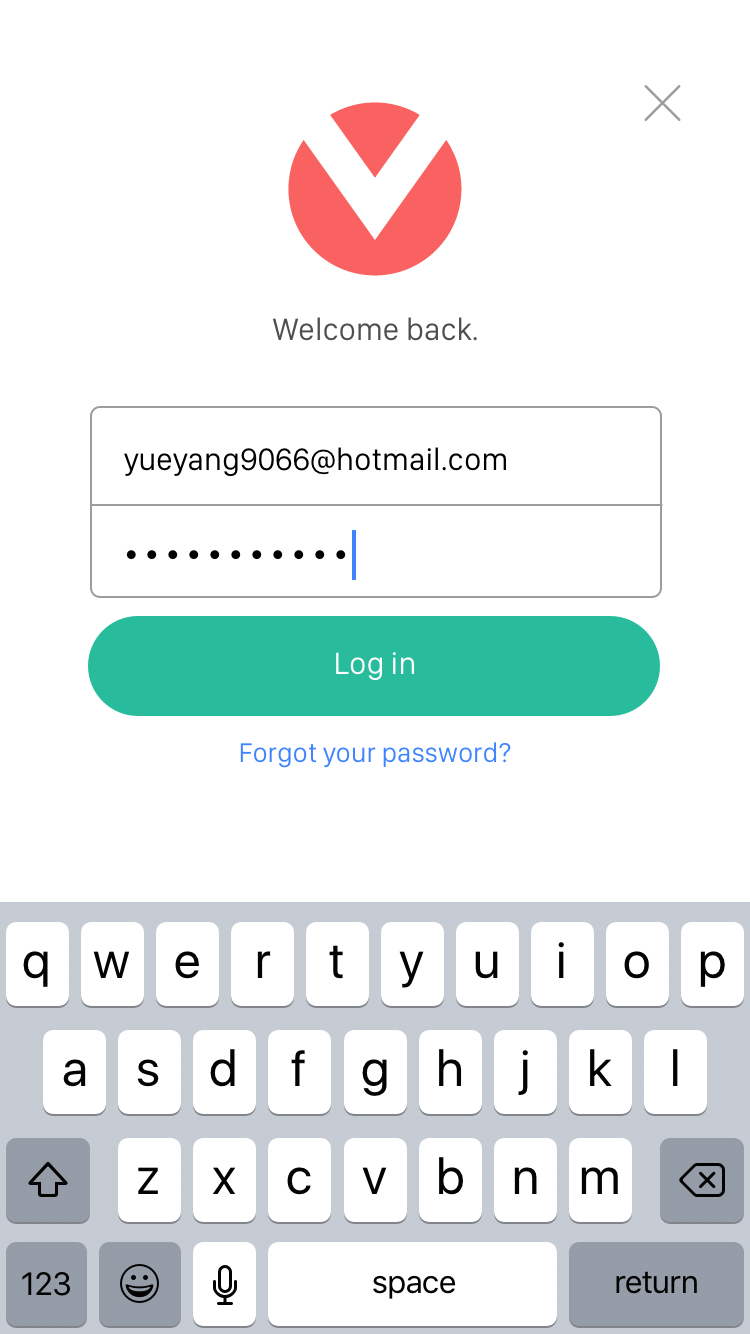 Welcome back.
yueyang9066@hotmail.com
•••••••••••
Log in
Forgot your password?
q w e r t y u i o p
a s d f g h j k l
z x c v b n m
123 space return